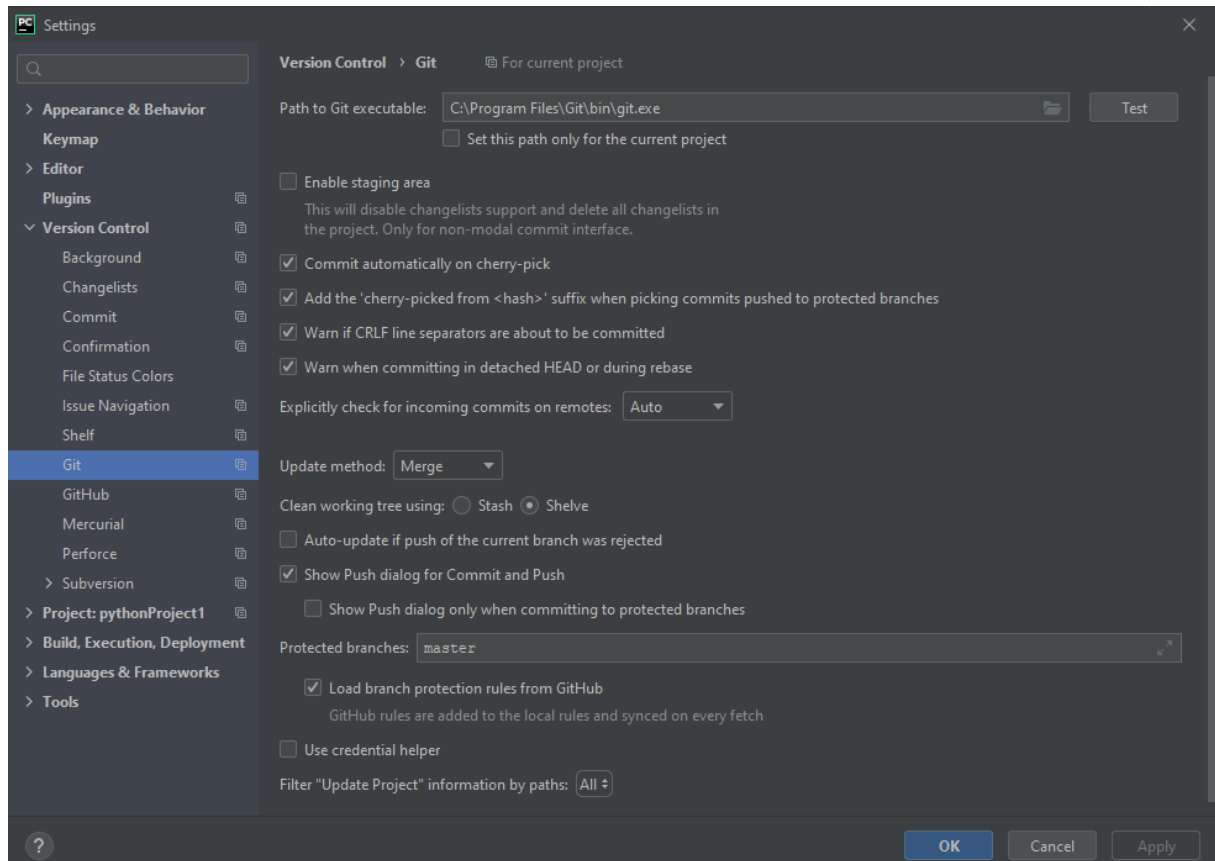 PC Settings
Version Control › Git For current project
Appearance & Behavior
Keymap
Editor
Plugins
Version Control
Background
Changelists
Commit
Confirmation
File Status Colors
Issue Navigation
Shelf
Git
GitHub
Mercurial
Perforce
Subversion
Project: pythonProject1
Build, Execution, Deployment
Languages & Frameworks
Tools
Path to Git executable: C:\Program Files\Git\bin\git.exe Test
Set this path only for the current project
Enable staging area
This will disable changelists support and delete all changelists in
the project. Only for non-modal commit interface.
Commit automatically on cherry-pick
Add the 'cherry-picked from <hash>' suffix when picking commits pushed to protected branches
Warn if CRLF line separators are about to be committed
Warn when committing in detached HEAD or during rebase
Explicitly check for incoming commits on remotes: Auto
Update method: Merge
Clean working tree using: Stash Shelve
Auto-update if push of the current branch was rejected
Show Push dialog for Commit and Push
Show Push dialog only when committing to protected branches
Protected branches: master
Load branch protection rules from GitHub
GitHub rules are added to the local rules and synced on every fetch
Use credential helper
Filter "Update Project" information by paths: All
? OK Cancel Apply